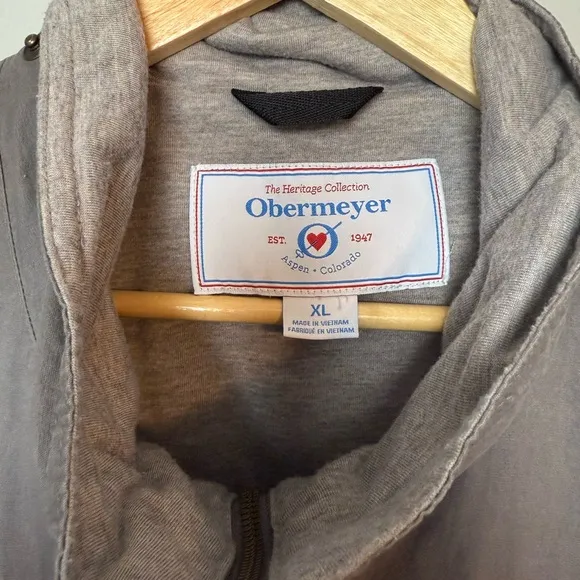 The Heritage Collection
Obermeyer
EST. 1947
Aspen • Colorado
XL
MADE IN VIETNAM
FABRIQUÉ EN VIETNAM